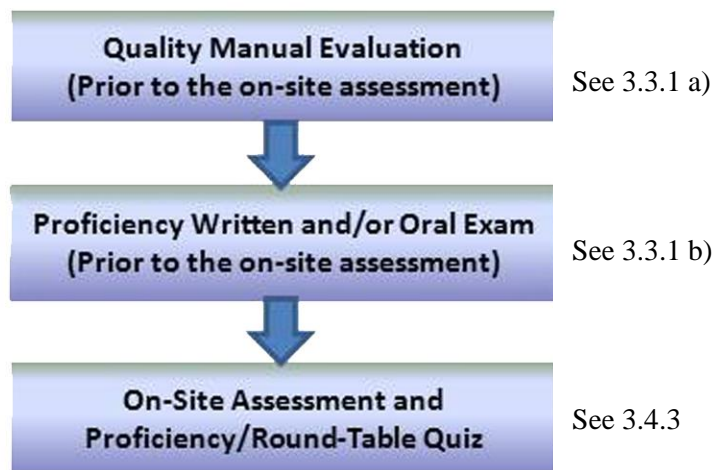 Quality Manual Evaluation
(Prior to the on-site assessment)
See 3.3.1 a)
Proficiency Written and/or Oral Exam
(Prior to the on-site assessment)
See 3.3.1 b)
On-Site Assessment and
Proficiency/Round-Table Quiz
See 3.4.3